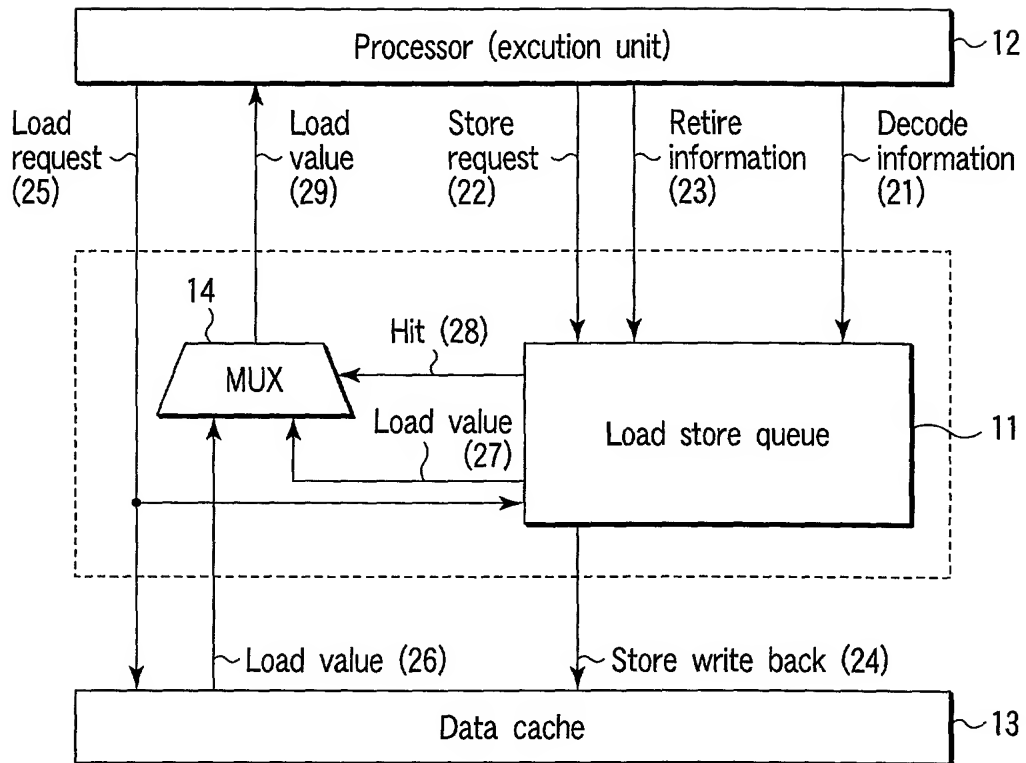 Processor (excution unit)
12
Load
request
(25)
Load
value
(29)
Store
request
(22)
Retire
information
(23)
Decode
information
(21)
14
MUX
Hit (28)
Load value
(27)
Load store queue
11
Load value (26)
Store write back (24)
Data cache
13